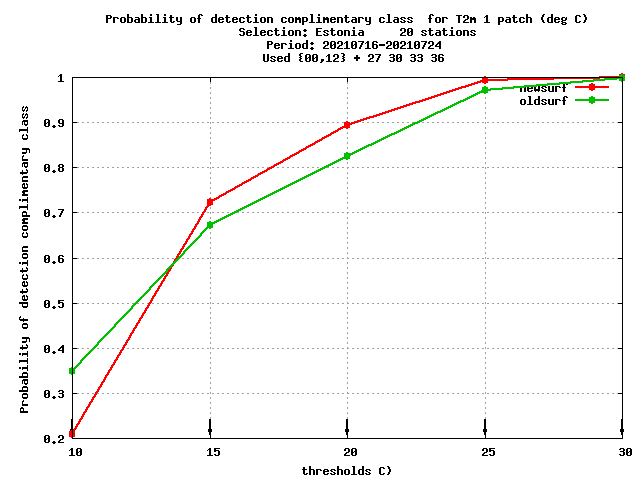 Probability of detection complimentary class  for T2m 1 patch (deg C)
Selection: Estonia     20 stations
Period: 20210716-20210724
Used {00,12} + 27 30 33 36
Probability of detection complimentary class
1
0.9
0.8
0.7
0.6
0.5
0.4
0.3
0.2
newsurf
oldsurf
10 15 20 25 30
thresholds C)